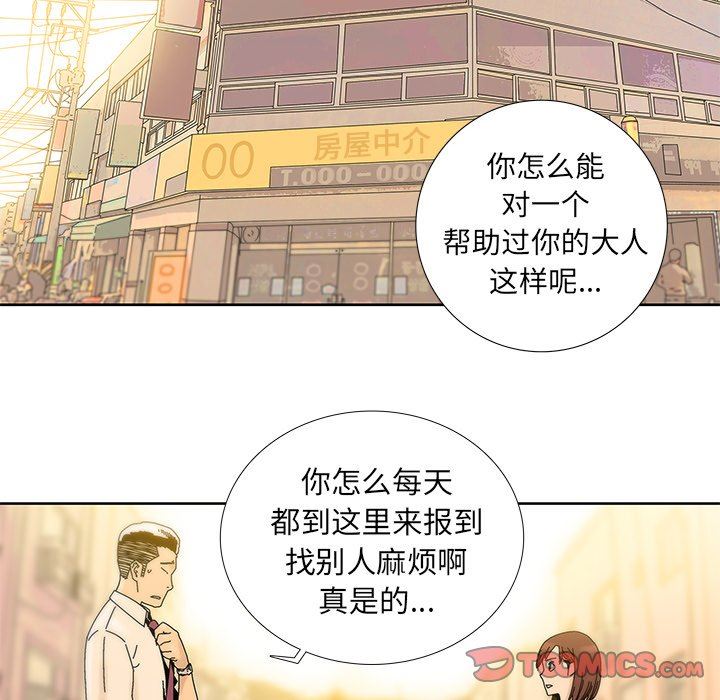 OO 房屋中介
T.000-000
你怎么能
对一个
帮助过你的大人
这样呢...
你怎么每天
都到这里来报到
找别人麻烦啊
真是的...
DTCOMICS.COM